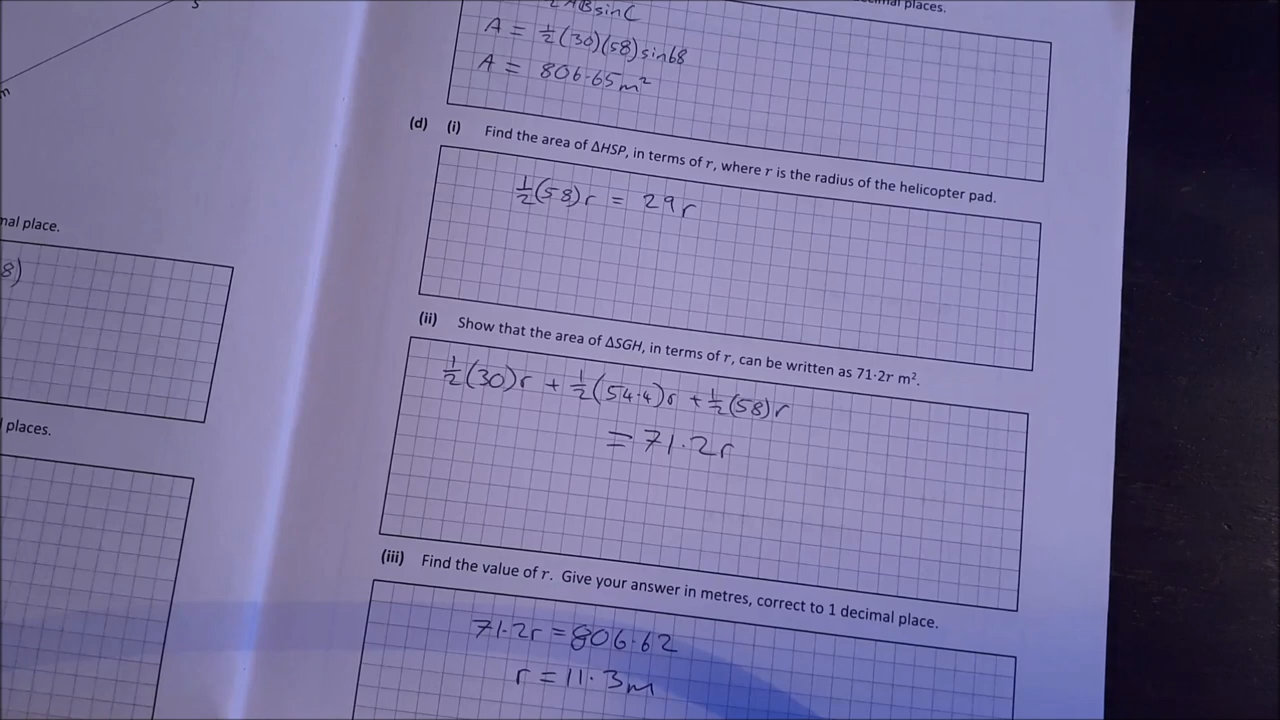 s
m
nal place.
8)
places.
decimal places.
½ABsinC
A = ½(30)(58)sin68
A = 806·65m²
(d) (i) Find the area of ΔHSP, in terms of r, where r is the radius of the helicopter pad.
½(58)r = 29r
(ii) Show that the area of ΔSGH, in terms of r, can be written as 71·2r m².
½(30)r + ½(54·4)r + ½(58)r
= 71·2r
(iii) Find the value of r. Give your answer in metres, correct to 1 decimal place.
71·2r = 806·62
r = 11·3m